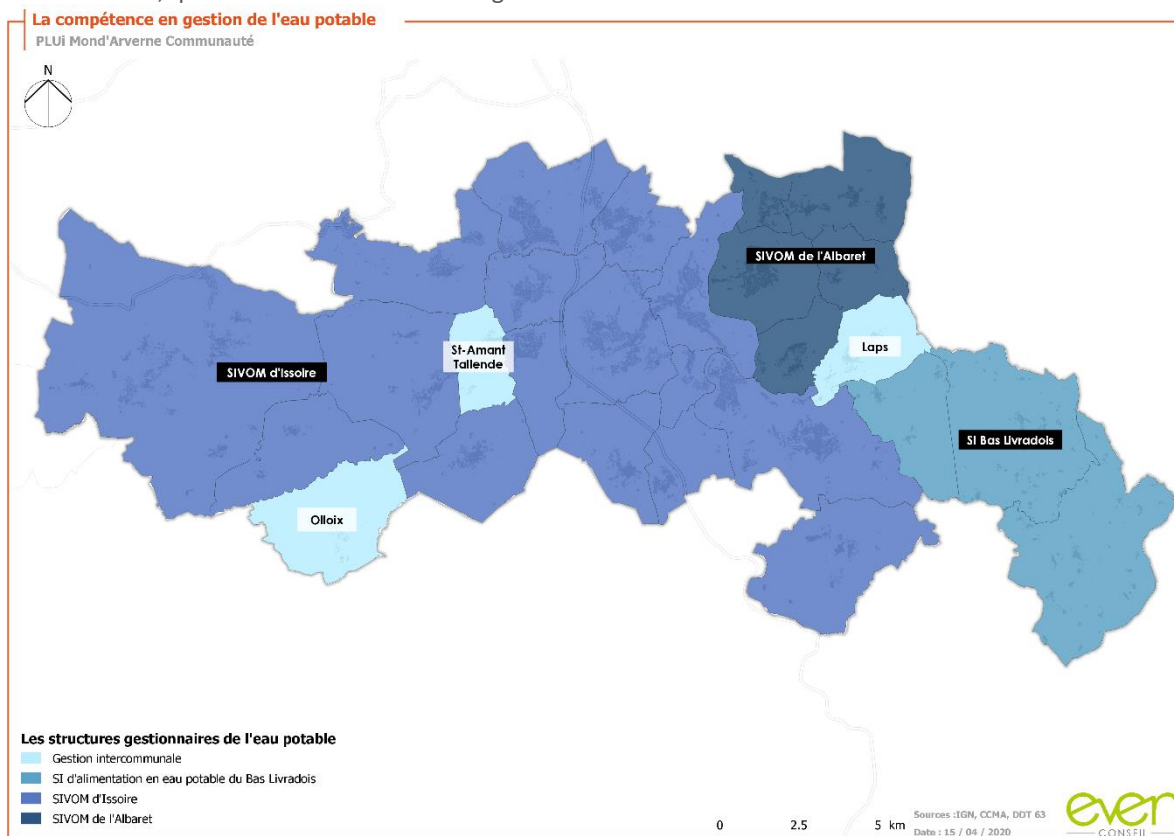 La compétence en gestion de l'eau potable
PLUi Mond'Arverne Communauté
N
SIVOM de l'Albaret
St-Amant
Tallende
Laps
SIVOM d'Issoire
SI Bas Livradois
Olloix
Les structures gestionnaires de l'eau potable
Gestion intercommunale
SI d'alimentation en eau potable du Bas Livradois
SIVOM d'Issoire
SIVOM de l'Albaret
0 2.5 5 km
Sources :IGN, CCMA, DDT 63
Date : 15 / 04 / 2020
even
CONSEIL